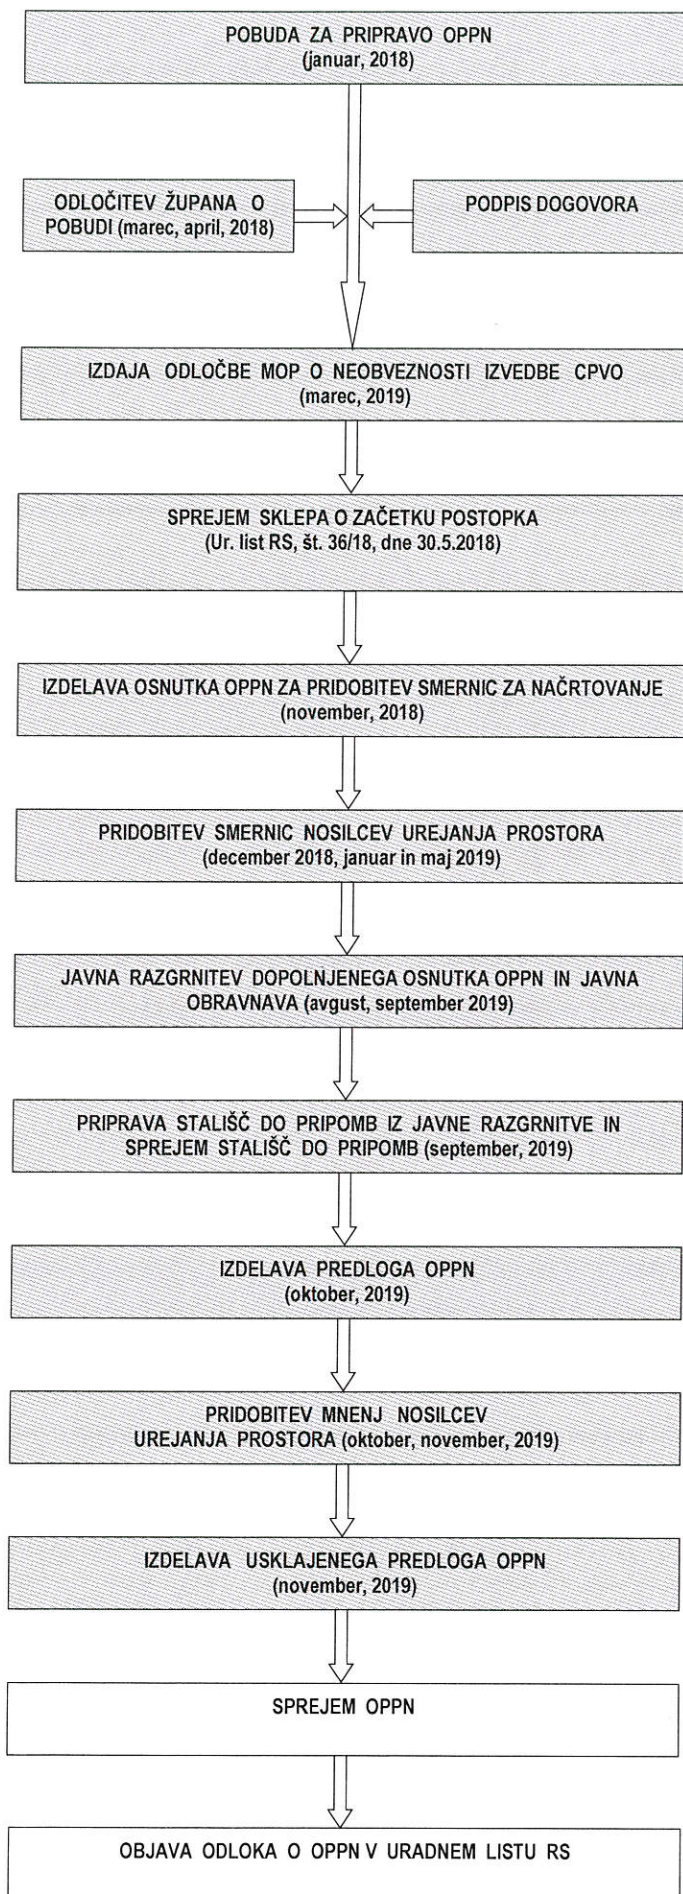 POBUDA ZA PRIPRAVO OPPN
(januar, 2018)
ODLOČITEV ŽUPANA O
POBUDI (marec, april, 2018)
PODPIS DOGOVORA
IZDAJA ODLOČBE MOP O NEOBVEZNOSTI IZVEDBE CPVO
(marec, 2019)
SPREJEM SKLEPA O ZAČETKU POSTOPKA
(Ur. list RS, št. 36/18, dne 30.5.2018)
IZDELAVA OSNUTKA OPPN ZA PRIDOBITEV SMERNIC ZA NAČRTOVANJE
(november, 2018)
PRIDOBITEV SMERNIC NOSILCEV UREJANJA PROSTORA
(december 2018, januar in maj 2019)
JAVNA RAZGRNITEV DOPOLNJENEGA OSNUTKA OPPN IN JAVNA
OBRAVNAVA (avgust, september 2019)
PRIPRAVA STALIŠČ DO PRIPOMB IZ JAVNE RAZGRNITVE IN
SPREJEM STALIŠČ DO PRIPOMB (september, 2019)
IZDELAVA PREDLOGA OPPN
(oktober, 2019)
PRIDOBITEV MNENJ NOSILCEV
UREJANJA PROSTORA (oktober, november, 2019)
IZDELAVA USKLAJENEGA PREDLOGA OPPN
(november, 2019)
SPREJEM OPPN
OBJAVA ODLOKA O OPPN V URADNEM LISTU RS